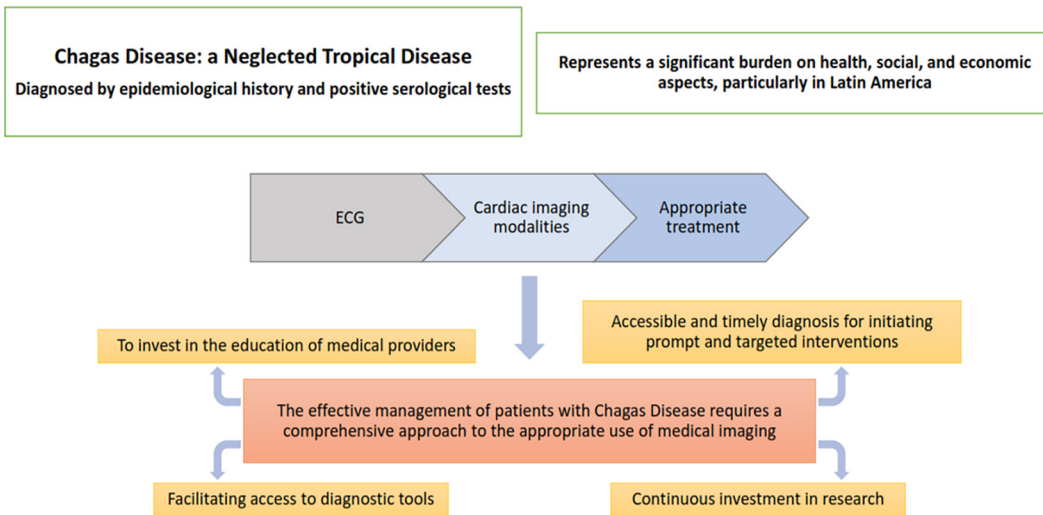 Chagas Disease: a Neglected Tropical Disease
Diagnosed by epidemiological history and positive serological tests
Represents a significant burden on health, social, and economic
aspects, particularly in Latin America
ECG
Cardiac imaging
modalities
Appropriate
treatment
To invest in the education of medical providers
Accessible and timely diagnosis for initiating
prompt and targeted interventions
The effective management of patients with Chagas Disease requires a
comprehensive approach to the appropriate use of medical imaging
Facilitating access to diagnostic tools
Continuous investment in research